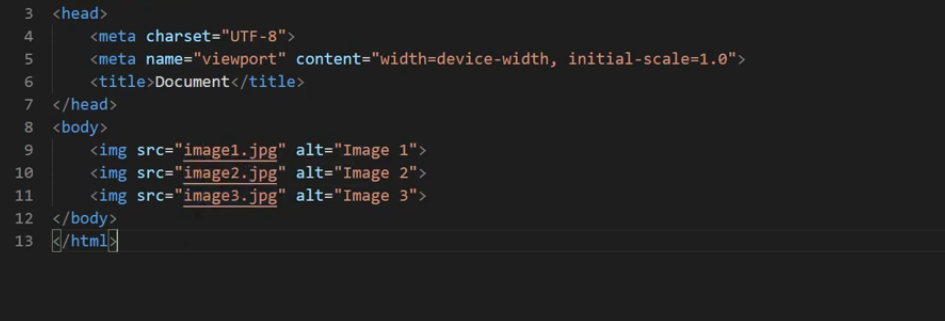 3 <head>
4 <meta charset="UTF-8">
5 <meta name="viewport" content="width=device-width, initial-scale=1.0">
6 <title>Document</title>
7 </head>
8 <body>
9 <img src="image1.jpg" alt="Image 1">
10 <img src="image2.jpg" alt="Image 2">
11 <img src="image3.jpg" alt="Image 3">
12 </body>
13 </html>